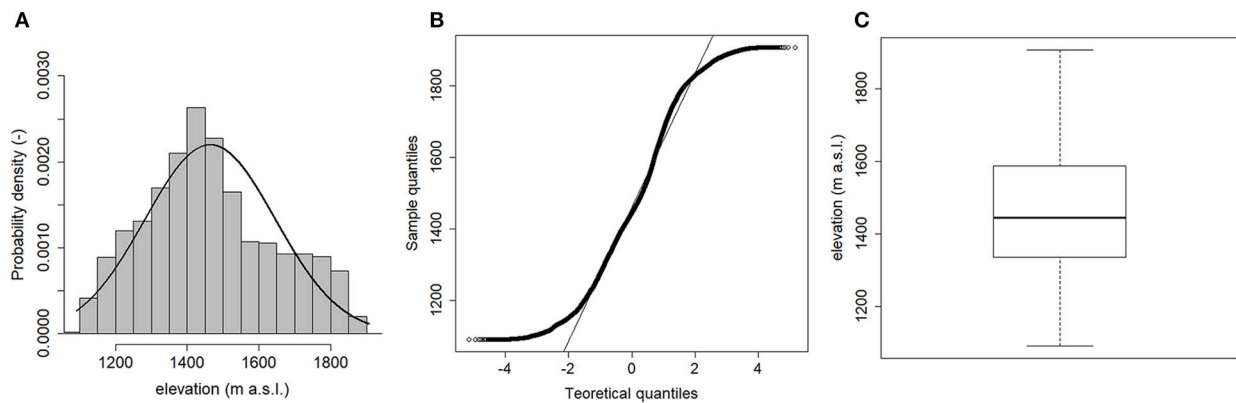 A
B
C
0.0030
0.0020
0.0010
0.0000
Probability density (-)
1200 1400 1600 1800
elevation (m a.s.l.)
1800
1600
1400
1200
Sample quantiles
-4 -2 0 2 4
Teoretical quantiles
1800
1600
1400
1200
elevation (m a.s.l.)